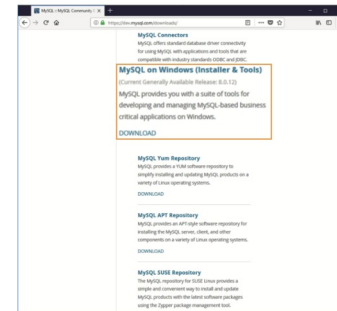 MySQL :: MySQL Community D
https://dev.mysql.com/downloads/
MySQL Connectors
MySQL offers standard database driver connectivity
for using MySQL with applications and tools that are
compatible with industry standards ODBC and JDBC.
MySQL on Windows (Installer & Tools)
(Current Generally Available Release: 8.0.12)
MySQL provides you with a suite of tools for
developing and managing MySQL-based business
critical applications on Windows.
DOWNLOAD
MySQL Yum Repository
MySQL provides a YUM software repository to
simplify installing and updating MySQL products on a
variety of Linux operating systems.
DOWNLOAD
MySQL APT Repository
MySQL provides an APT-style software repository for
installing the MySQL server, client, and other
components on a variety of Linux operating systems.
DOWNLOAD
MySQL SUSE Repository
The MySQL repository for SUSE Linux provides a
simple and convenient way to install and update
MySQL products with the latest software packages
using the Zypper package management tool.